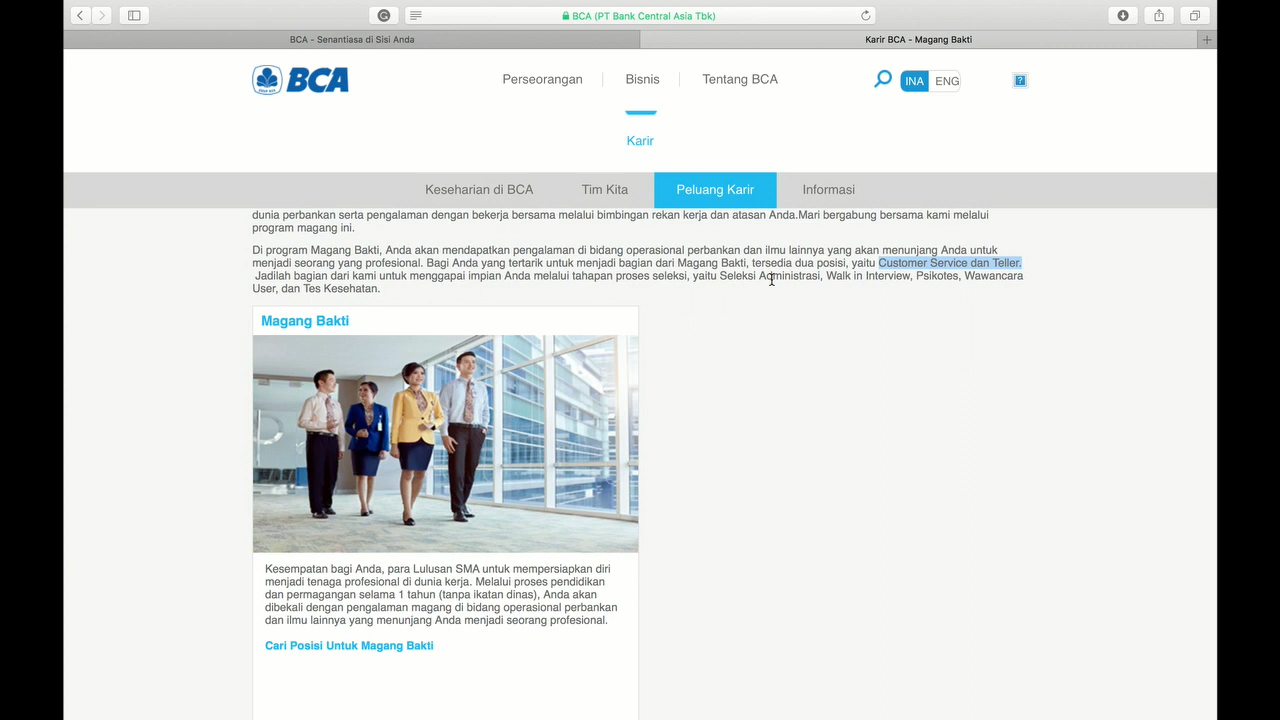 BCA (PT Bank Central Asia Tbk)
BCA - Senantiasa di Sisi Anda
Karir BCA - Magang Bakti
BCA
Perseorangan
Bisnis
Tentang BCA
INA
ENG
?
Karir
Keseharian di BCA
Tim Kita
Peluang Karir
Informasi
dunia perbankan serta pengalaman dengan bekerja bersama melalui bimbingan rekan kerja dan atasan Anda.Mari bergabung bersama kami melalui
program magang ini.
Di program Magang Bakti, Anda akan mendapatkan pengalaman di bidang operasional perbankan dan ilmu lainnya yang akan menunjang Anda untuk
menjadi seorang yang profesional. Bagi Anda yang tertarik untuk menjadi bagian dari Magang Bakti, tersedia dua posisi, yaitu Customer Service dan Teller.
Jadilah bagian dari kami untuk menggapai impian Anda melalui tahapan proses seleksi, yaitu Seleksi Administrasi, Walk in Interview, Psikotes, Wawancara
User, dan Tes Kesehatan.
Magang Bakti
Kesempatan bagi Anda, para Lulusan SMA untuk mempersiapkan diri
menjadi tenaga profesional di dunia kerja. Melalui proses pendidikan
dan permagangan selama 1 tahun (tanpa ikatan dinas), Anda akan
dibekali dengan pengalaman magang di bidang operasional perbankan
dan ilmu lainnya yang menunjang Anda menjadi seorang profesional.
Cari Posisi Untuk Magang Bakti